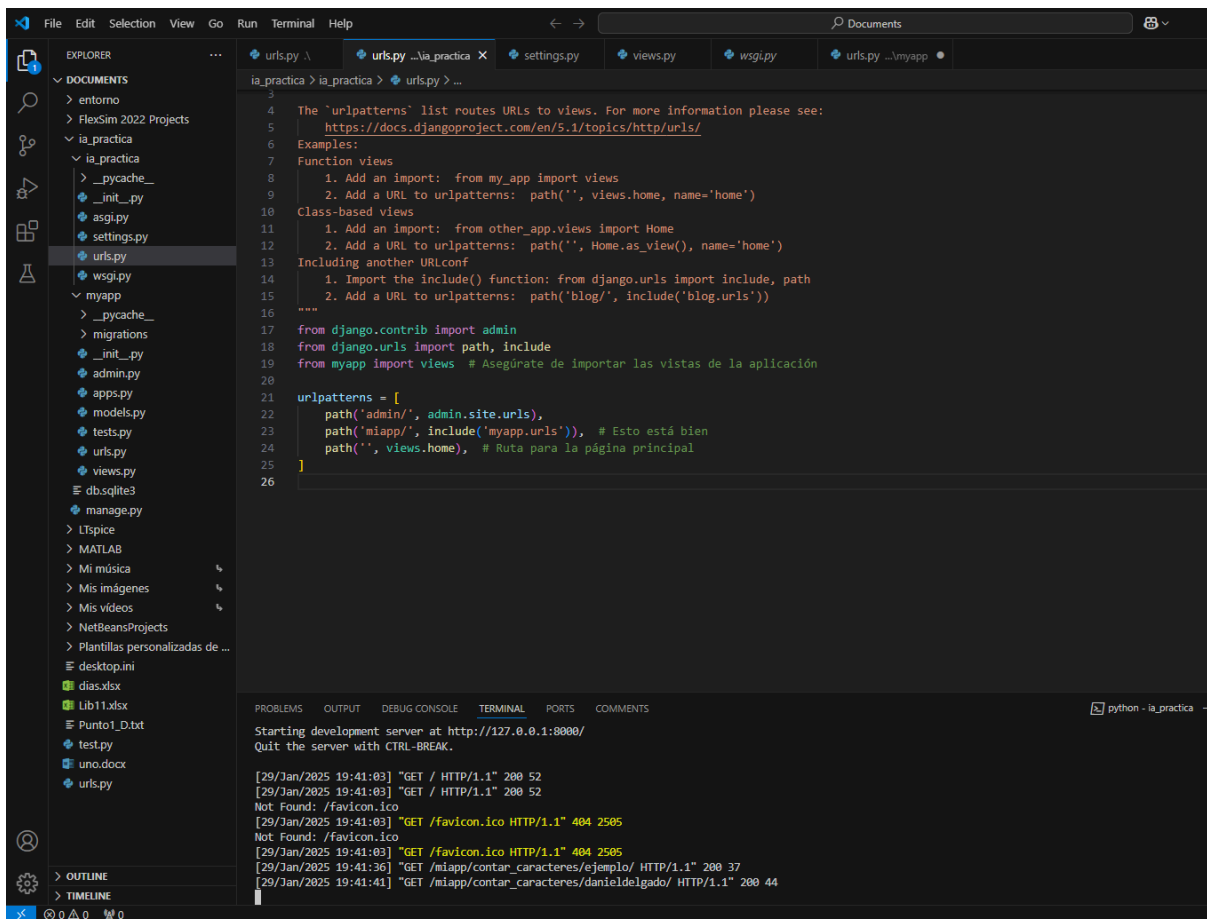 File Edit Selection View Go Run Terminal Help
Documents
EXPLORER
DOCUMENTS
entorno
FlexSim 2022 Projects
ia_practica
ia_practica
__pycache__
__init__.py
asgi.py
settings.py
urls.py
wsgi.py
myapp
__pycache__
migrations
__init__.py
admin.py
apps.py
models.py
tests.py
urls.py
views.py
db.sqlite3
manage.py
LTspice
MATLAB
Mi música
Mis imágenes
Mis vídeos
NetBeansProjects
Plantillas personalizadas de ...
desktop.ini
dias.xlsx
Lib11.xlsx
Punto1_D.txt
test.py
uno.docx
urls.py
OUTLINE
TIMELINE
1
urls.py .\ urls.py ...\ia_practica settings.py views.py wsgi.py urls.py ...\myapp
ia_practica > ia_practica > urls.py > ...
3
4 The `urlpatterns` list routes URLs to views. For more information please see:
5 https://docs.djangoproject.com/en/5.1/topics/http/urls/
6 Examples:
7 Function views
8 1. Add an import: from my_app import views
9 2. Add a URL to urlpatterns: path('', views.home, name='home')
10 Class-based views
11 1. Add an import: from other_app.views import Home
12 2. Add a URL to urlpatterns: path('', Home.as_view(), name='home')
13 Including another URLconf
14 1. Import the include() function: from django.urls import include, path
15 2. Add a URL to urlpatterns: path('blog/', include('blog.urls'))
16 """
17 from django.contrib import admin
18 from django.urls import path, include
19 from myapp import views # Asegúrate de importar las vistas de la aplicación
20
21 urlpatterns = [
22 path('admin/', admin.site.urls),
23 path('miapp/', include('myapp.urls')), # Esto está bien
24 path('', views.home), # Ruta para la página principal
25 ]
26
PROBLEMS OUTPUT DEBUG CONSOLE TERMINAL PORTS COMMENTS
python - ia_practica
Starting development server at http://127.0.0.1:8000/
Quit the server with CTRL-BREAK.
[29/Jan/2025 19:41:03] "GET / HTTP/1.1" 200 52
[29/Jan/2025 19:41:03] "GET / HTTP/1.1" 200 52
Not Found: /favicon.ico
[29/Jan/2025 19:41:03] "GET /favicon.ico HTTP/1.1" 404 2505
Not Found: /favicon.ico
[29/Jan/2025 19:41:03] "GET /favicon.ico HTTP/1.1" 404 2505
[29/Jan/2025 19:41:36] "GET /miapp/contar_caracteres/ejemplo/ HTTP/1.1" 200 37
[29/Jan/2025 19:41:41] "GET /miapp/contar_caracteres/danieldelgado/ HTTP/1.1" 200 44
0 0 0